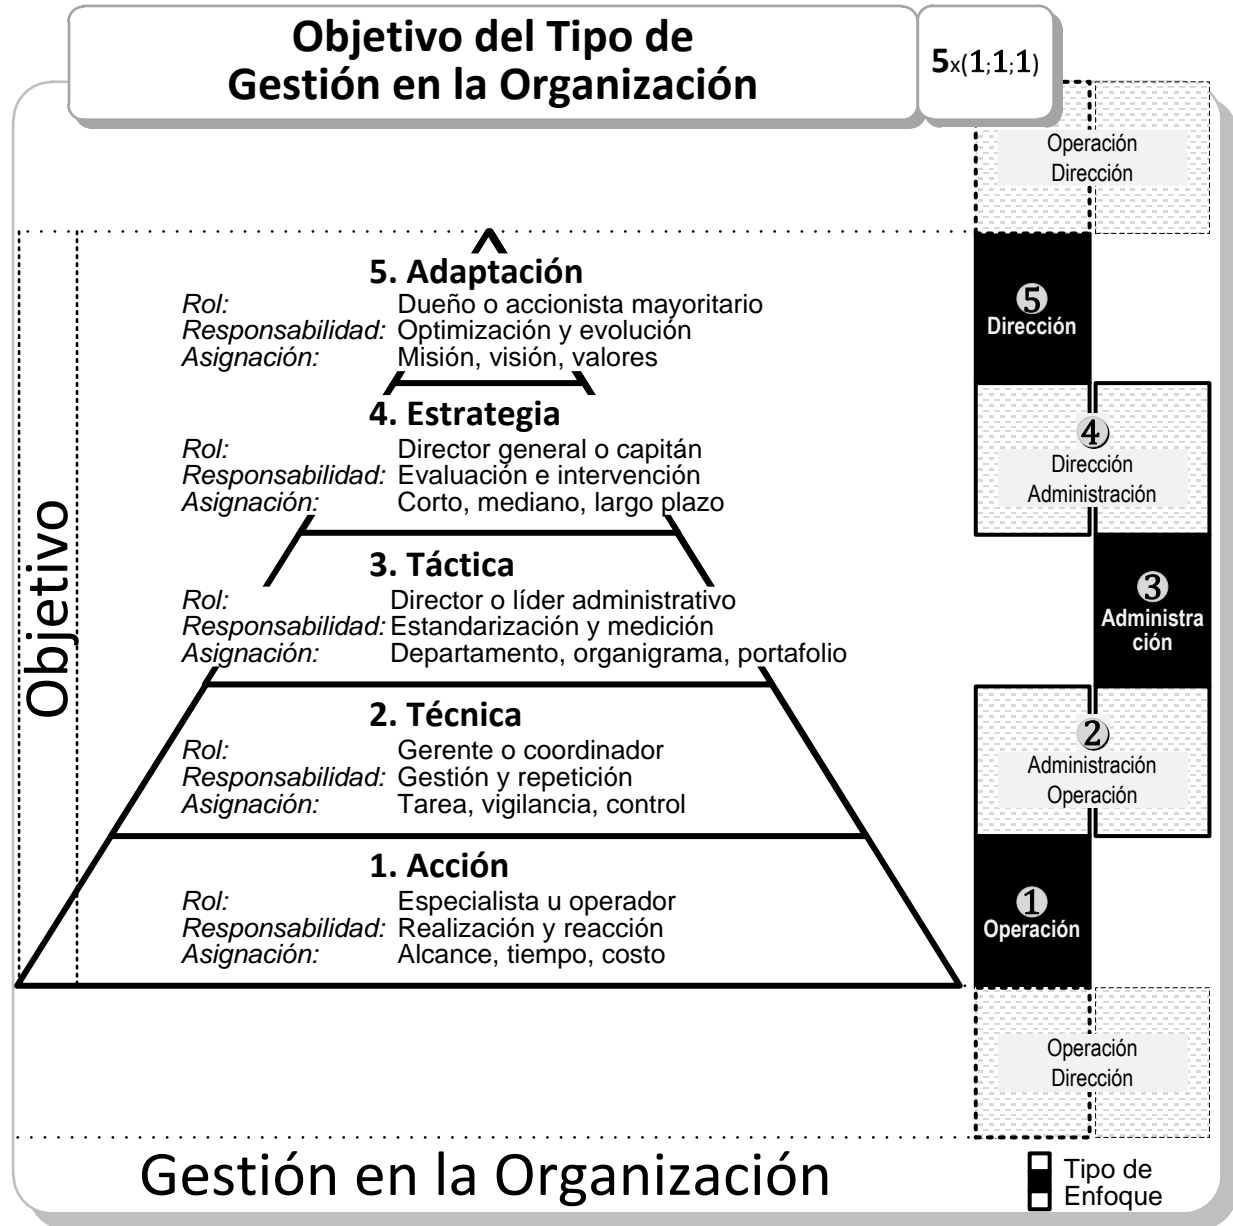 Objetivo del Tipo de
Gestión en la Organización
5x(1;1;1)
Operación
Dirección
5. Adaptación
Rol: Dueño o accionista mayoritario
Responsabilidad: Optimización y evolución
Asignación: Misión, visión, valores
5
Dirección
4. Estrategia
Rol: Director general o capitán
Responsabilidad: Evaluación e intervención
Asignación: Corto, mediano, largo plazo
4
Dirección
Administración
Objetivo
3. Táctica
Rol: Director o líder administrativo
Responsabilidad: Estandarización y medición
Asignación: Departamento, organigrama, portafolio
3
Administra
ción
2. Técnica
Rol: Gerente o coordinador
Responsabilidad: Gestión y repetición
Asignación: Tarea, vigilancia, control
2
Administración
Operación
1. Acción
Rol: Especialista u operador
Responsabilidad: Realización y reacción
Asignación: Alcance, tiempo, costo
1
Operación
Operación
Dirección
Gestión en la Organización
Tipo de
Enfoque